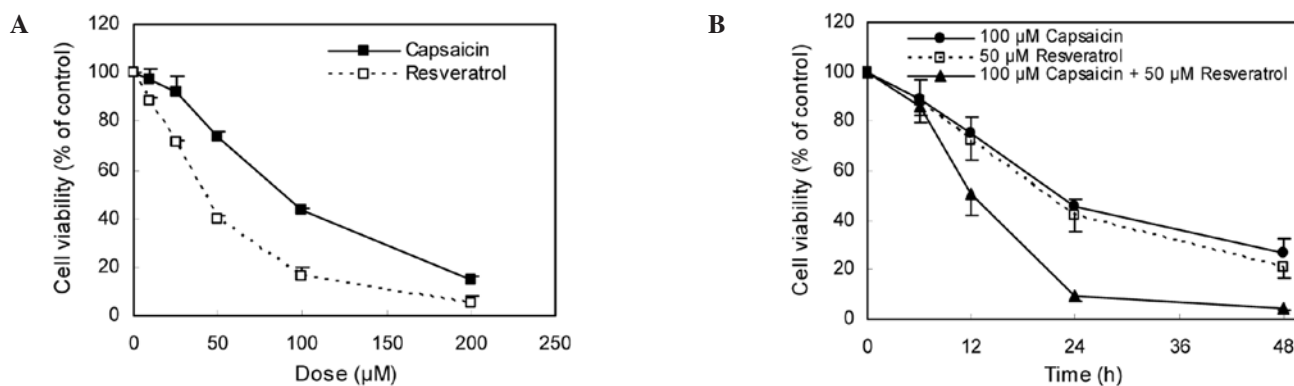 A
Cell viability (% of control)
120
100
80
60
40
20
0
Capsaicin
Resveratrol
0 50 100 150 200 250
Dose (µM)
B
Cell viability (% of control)
120
100
80
60
40
20
0
100 µM Capsaicin
50 µM Resveratrol
100 µM Capsaicin + 50 µM Resveratrol
0 12 24 36 48
Time (h)